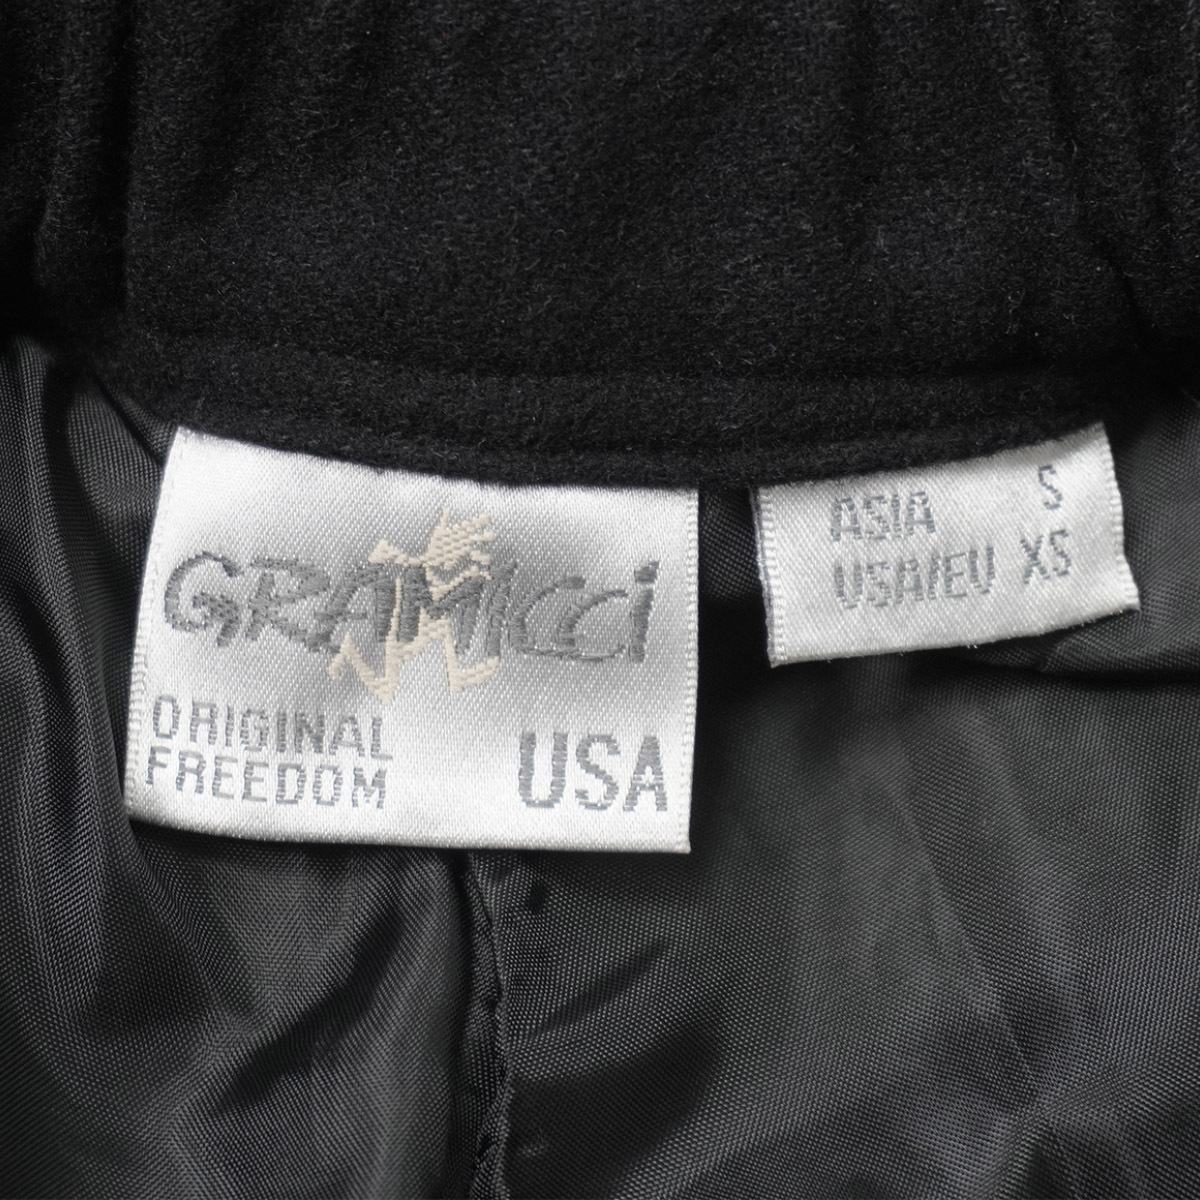 GRAMICCI
ORIGINAL
FREEDOM
USA
ASIA S
USA/EU XS